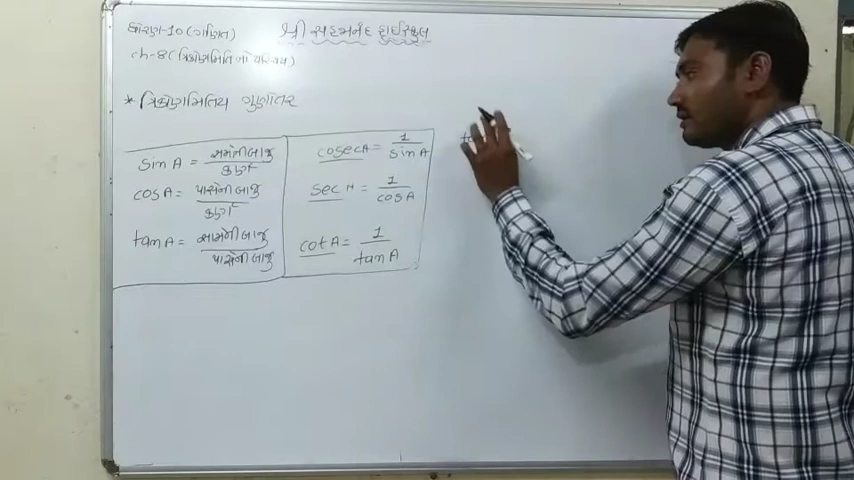 ધોરણ-10 (ગણિત)
શ્રી સહજાનંદ હાઈસ્કુલ
ch-8 (ત્રિકોણમિતિનો પરિચય)
* ત્રિકોણમિતિય ગુણોત્તર
sin A = સામેની બાજુ / કર્ણ
cos A = પાસેની બાજુ / કર્ણ
tan A = સામેની બાજુ / પાસેની બાજુ
cosec A = 1 / sin A
sec A = 1 / cos A
cot A = 1 / tan A